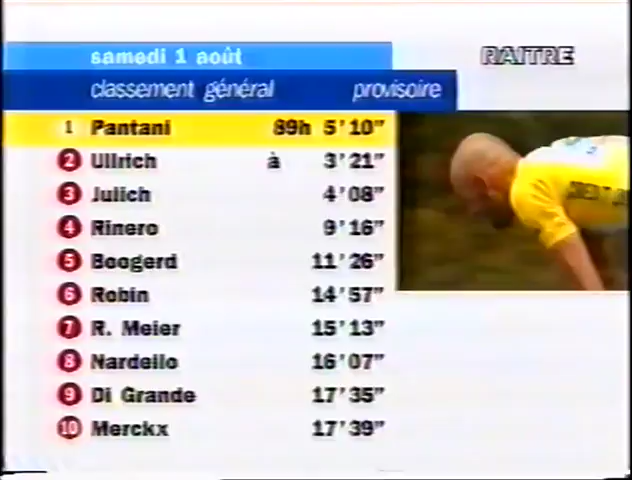 samedi 1 août
RAITRE
classement général provisoire
1 Pantani 89h 5'10"
2 Ullrich à 3'21"
3 Julich 4'08"
4 Rinero 9'16"
5 Boogerd 11'26"
6 Robin 14'57"
7 R. Meier 15'13"
8 Nardello 16'07"
9 Di Grande 17'35"
10 Merckx 17'39"